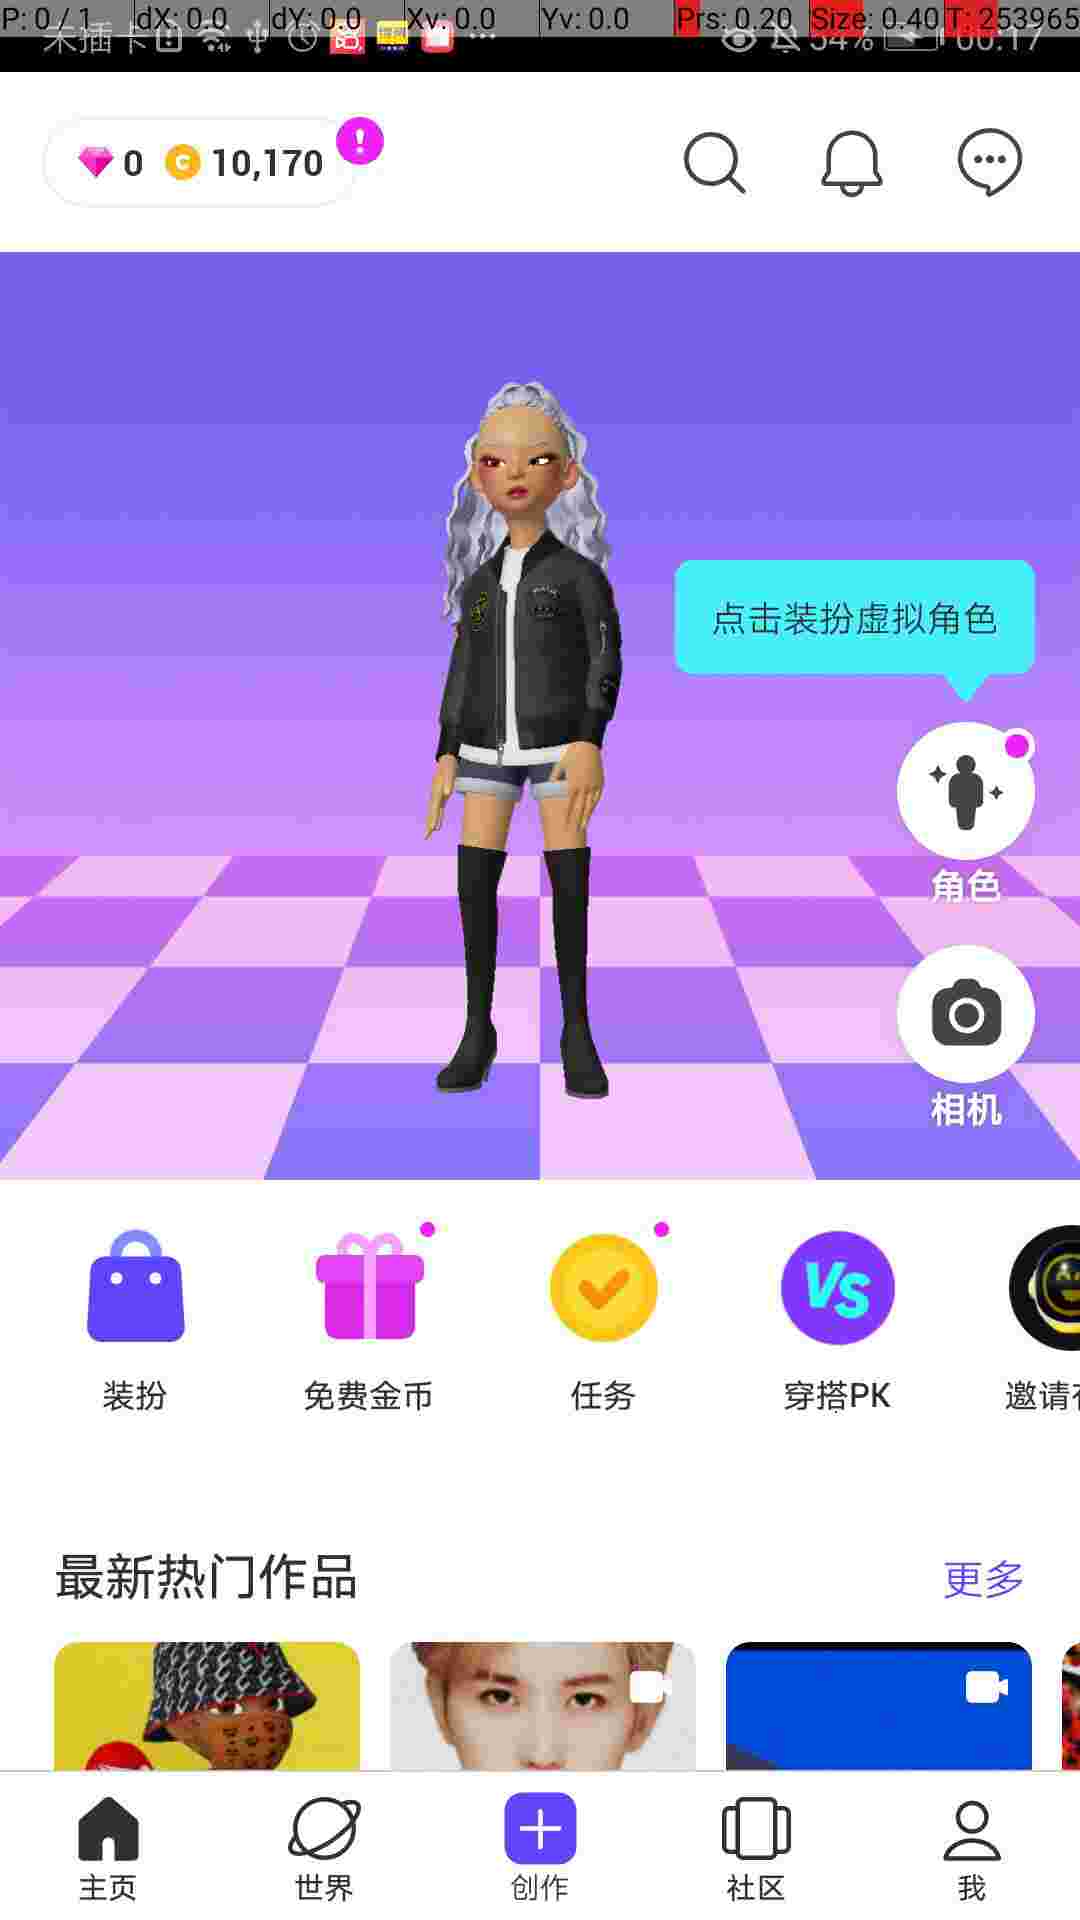 P: 0 / 1 dX: 0.0 dY: 0.0 Xv: 0.0 Yv: 0.0 Prs: 0.20 Size: 0.40 T: 253965
未插卡 54% 00:17
0 10,170
点击装扮虚拟角色
角色
相机
VS
装扮 免费金币 任务 穿搭PK 邀请
最新热门作品 更多
主页 世界 创作 社区 我